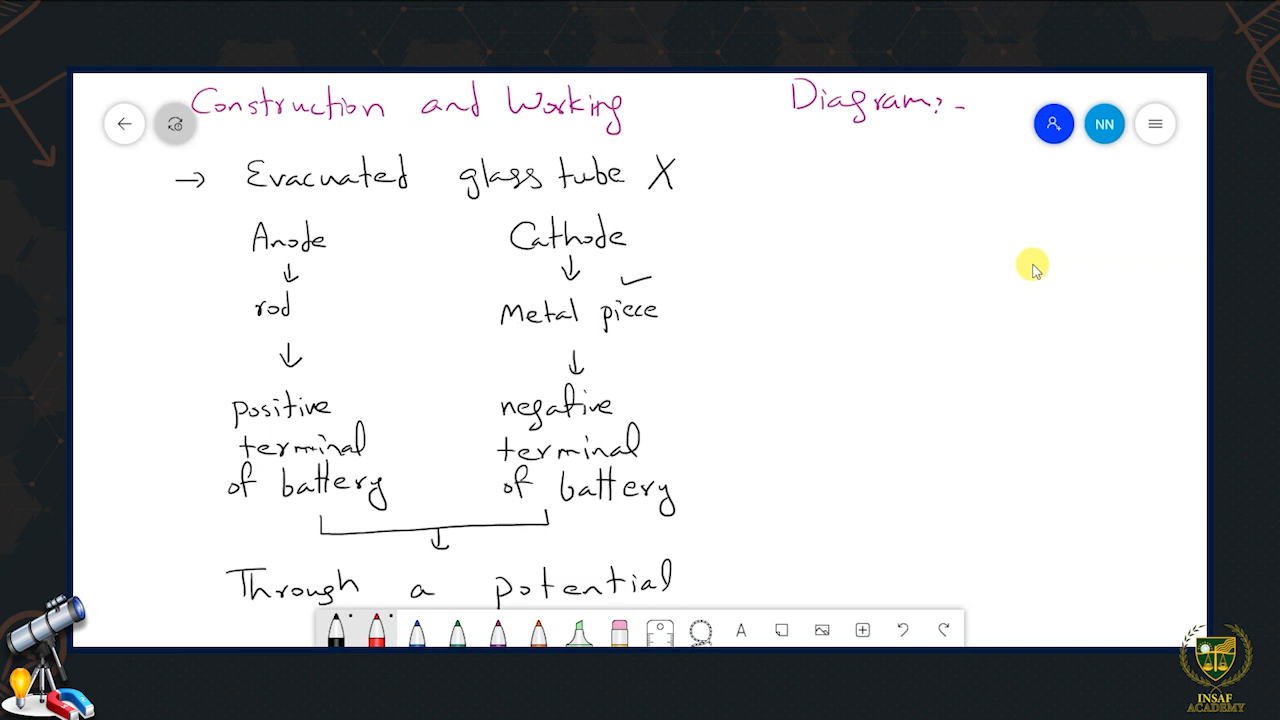 Construction and Working
Diagram:-
NN
→ Evacuated glass tube X
Anode Cathode
↓ ↓
rod Metal piece ✓
↓ ↓
positive negative
terminal terminal
of battery of battery
↓
Through a potential
A
INSAF
ACADEMY